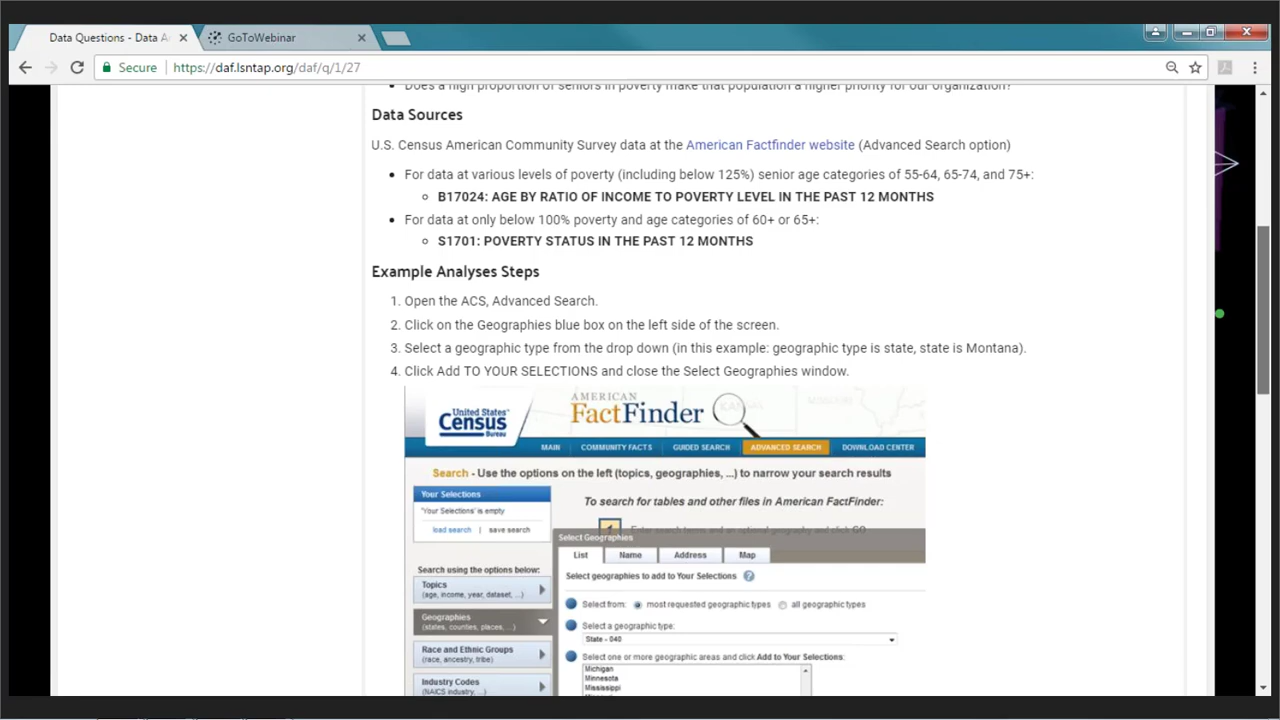 Data Questions - Data A
GoToWebinar
Secure
https://daf.lsntap.org/daf/q/1/27
Does a high proportion of seniors in poverty make that population a higher priority for our organization?
Data Sources
U.S. Census American Community Survey data at the American Factfinder website (Advanced Search option)
• For data at various levels of poverty (including below 125%) senior age categories of 55-64, 65-74, and 75+:
○ B17024: AGE BY RATIO OF INCOME TO POVERTY LEVEL IN THE PAST 12 MONTHS
• For data at only below 100% poverty and age categories of 60+ or 65+:
○ S1701: POVERTY STATUS IN THE PAST 12 MONTHS
Example Analyses Steps
1. Open the ACS, Advanced Search.
2. Click on the Geographies blue box on the left side of the screen.
3. Select a geographic type from the drop down (in this example: geographic type is state, state is Montana).
4. Click Add TO YOUR SELECTIONS and close the Select Geographies window.
United States
Census
Bureau
AMERICAN
FactFinder
MAIN COMMUNITY FACTS GUIDED SEARCH ADVANCED SEARCH DOWNLOAD CENTER
Search - Use the options on the left (topics, geographies, ...) to narrow your search results
Your Selections
'Your Selections' is empty
load search | save search
To search for tables and other files in American FactFinder:
1 Enter search terms and an optional geography and click GO
Search using the options below:
Topics
(age, income, year, dataset, ...)
Geographies
(states, counties, places, ...)
Race and Ethnic Groups
(race, ancestry, tribe)
Industry Codes
(NAICS industry, ...)
Select Geographies
List Name Address Map
Select geographies to add to Your Selections ?
Select from: most requested geographic types all geographic types
Select a geographic type:
State - 040
Select one or more geographic areas and click Add to Your Selections:
Michigan
Minnesota
Mississippi